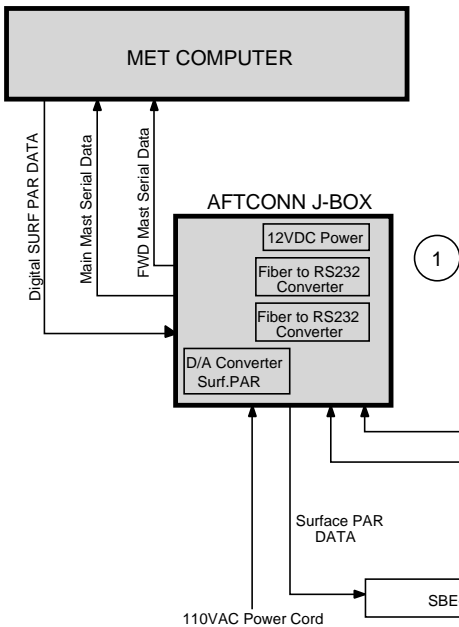 MET COMPUTER
Digital SURF PAR DATA
Main Mast Serial Data
FWD Mast Serial Data
AFTCONN J-BOX
12VDC Power
1
Fiber to RS232
Converter
Fiber to RS232
Converter
D/A Converter
Surf.PAR
Surface PAR
DATA
SBE
110VAC Power Cord